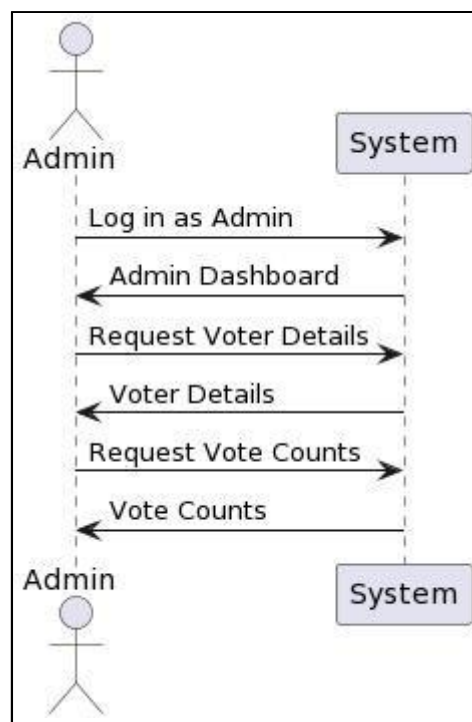 Admin
System
Log in as Admin
Admin Dashboard
Request Voter Details
Voter Details
Request Vote Counts
Vote Counts
Admin
System